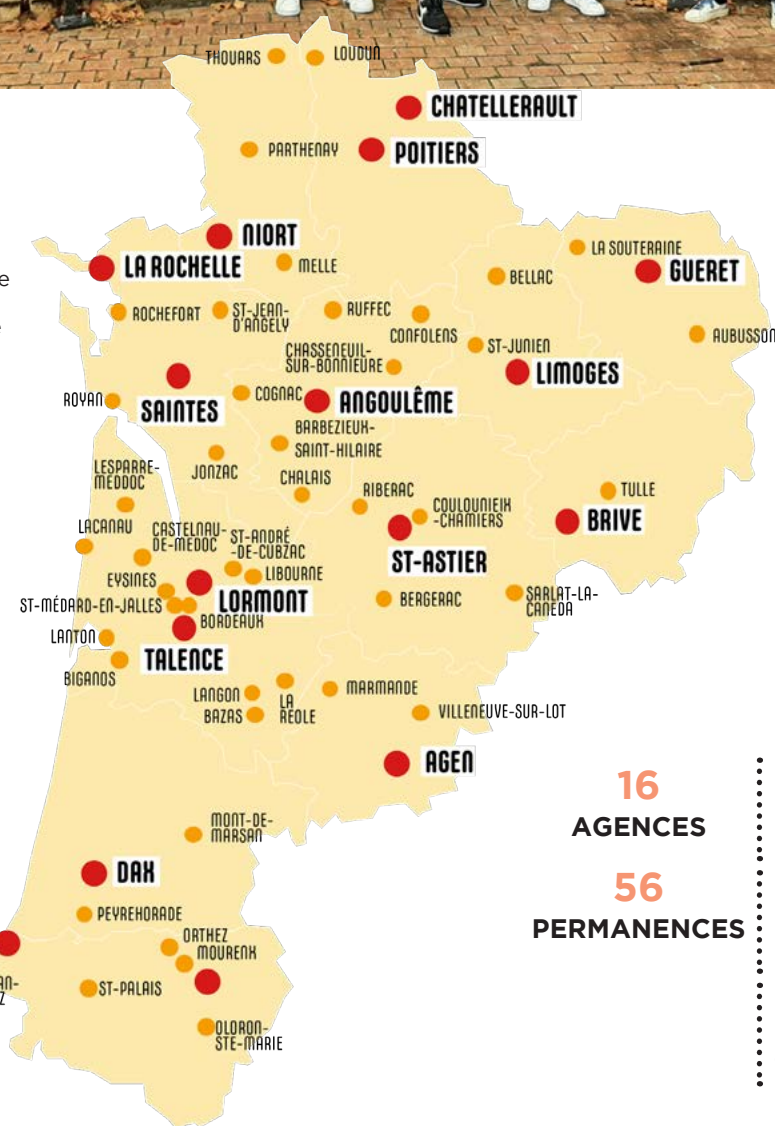 THOUARS
LOUDUN
CHATELLERAULT
PARTHENAY
POITIERS
NIORT
LA ROCHELLE
MELLE
LA SOUTERAINE
BELLAC
GUERET
ROCHEFORT
ST-JEAN-
D'ANGELY
RUFFEC
CONFOLENS
AUBUSSON
CHASSENEUIL-
SUR-BONNIEURE
ST-JUNIEN
LIMOGES
ROYAN
SAINTES
COGNAC
ANGOULÊME
BARBEZIEUX-
SAINT-HILAIRE
JONZAC
CHALAIS
LESPARRE-
MEDDOC
RIBERAC
COULOUNIEIX
-CHAMIERS
TULLE
BRIVE
LACANAU
CASTELNAU-
DE-MEDOC
ST-ANDRÉ
-DE-CUBZAC
LIBOURNE
ST-ASTIER
EYSINES
ST-MÉDARD-EN-JALLES
LORMONT
BORDEAUX
BERGERAC
SARLAT-LA-
CANEDA
LANTON
TALENCE
BIGANOS
LANGON
BAZAS
LA
REOLE
MARMANDE
VILLENEUVE-SUR-LOT
AGEN
16
AGENCES
56
PERMANENCES
MONT-DE-
MARSAN
DAX
PEYREHORADE
ORTHEZ
MOURENX
AN-
Z
ST-PALAIS
OLORON-
STE-MARIE
e